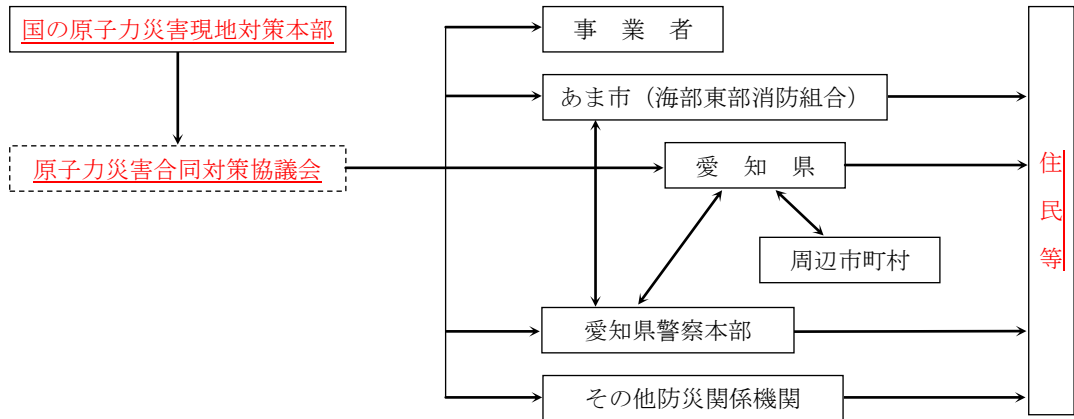 国の原子力災害現地対策本部
事　業　者
あま市（海部東部消防組合）
原子力災害合同対策協議会
愛　知　県
周辺市町村
愛知県警察本部
その他防災関係機関
住民等